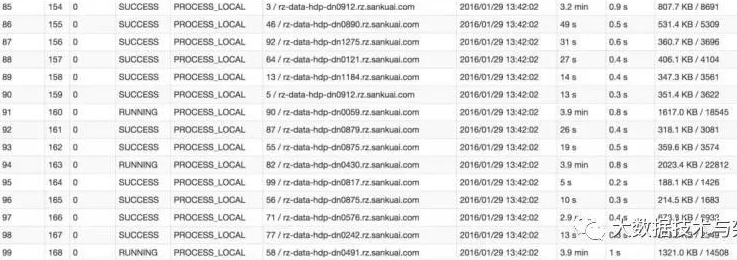 85 154 0 SUCCESS PROCESS_LOCAL 3 / rz-data-hdp-dn0912.rz.sankuai.com 2016/01/29 13:42:02 3.2 min 0.9 s 807.7 KB / 8691
86 155 0 SUCCESS PROCESS_LOCAL 46 / rz-data-hdp-dn0890.rz.sankuai.com 2016/01/29 13:42:02 49 s 0.5 s 531.4 KB / 5309
87 156 0 SUCCESS PROCESS_LOCAL 92 / rz-data-hdp-dn1275.rz.sankuai.com 2016/01/29 13:42:02 31 s 0.6 s 360.7 KB / 3696
88 157 0 SUCCESS PROCESS_LOCAL 64 / rz-data-hdp-dn0121.rz.sankuai.com 2016/01/29 13:42:02 27 s 0.4 s 406.1 KB / 4104
89 158 0 SUCCESS PROCESS_LOCAL 13 / rz-data-hdp-dn1184.rz.sankuai.com 2016/01/29 13:42:02 14 s 0.4 s 347.3 KB / 3561
90 159 0 SUCCESS PROCESS_LOCAL 5 / rz-data-hdp-dn0912.rz.sankuai.com 2016/01/29 13:42:02 13 s 0.3 s 351.4 KB / 3622
91 160 0 RUNNING PROCESS_LOCAL 90 / rz-data-hdp-dn0059.rz.sankuai.com 2016/01/29 13:42:02 3.9 min 0.8 s 1617.0 KB / 18545
92 161 0 SUCCESS PROCESS_LOCAL 87 / rz-data-hdp-dn0879.rz.sankuai.com 2016/01/29 13:42:02 26 s 0.4 s 318.1 KB / 3081
93 162 0 SUCCESS PROCESS_LOCAL 55 / rz-data-hdp-dn0875.rz.sankuai.com 2016/01/29 13:42:02 19 s 0.5 s 359.6 KB / 3574
94 163 0 RUNNING PROCESS_LOCAL 82 / rz-data-hdp-dn0430.rz.sankuai.com 2016/01/29 13:42:02 3.9 min 0.8 s 2023.4 KB / 22812
95 164 0 SUCCESS PROCESS_LOCAL 99 / rz-data-hdp-dn0817.rz.sankuai.com 2016/01/29 13:42:02 5 s 0.2 s 188.1 KB / 1426
96 165 0 SUCCESS PROCESS_LOCAL 56 / rz-data-hdp-dn0875.rz.sankuai.com 2016/01/29 13:42:02 10 s 0.3 s 214.5 KB / 1683
97 166 0 SUCCESS PROCESS_LOCAL 71 / rz-data-hdp-dn0576.rz.sankuai.com 2016/01/29 13:42:02
98 167 0 SUCCESS PROCESS_LOCAL 77 / rz-data-hdp-dn0242.rz.sankuai.com 2016/01/29 13:42:02 13 s
大数据技术与架
99 168 0 RUNNING PROCESS_LOCAL 58 / rz-data-hdp-dn0491.rz.sankuai.com 2016/01/29 13:42:02 3.9 min 1 s 1321.0 KB / 14508